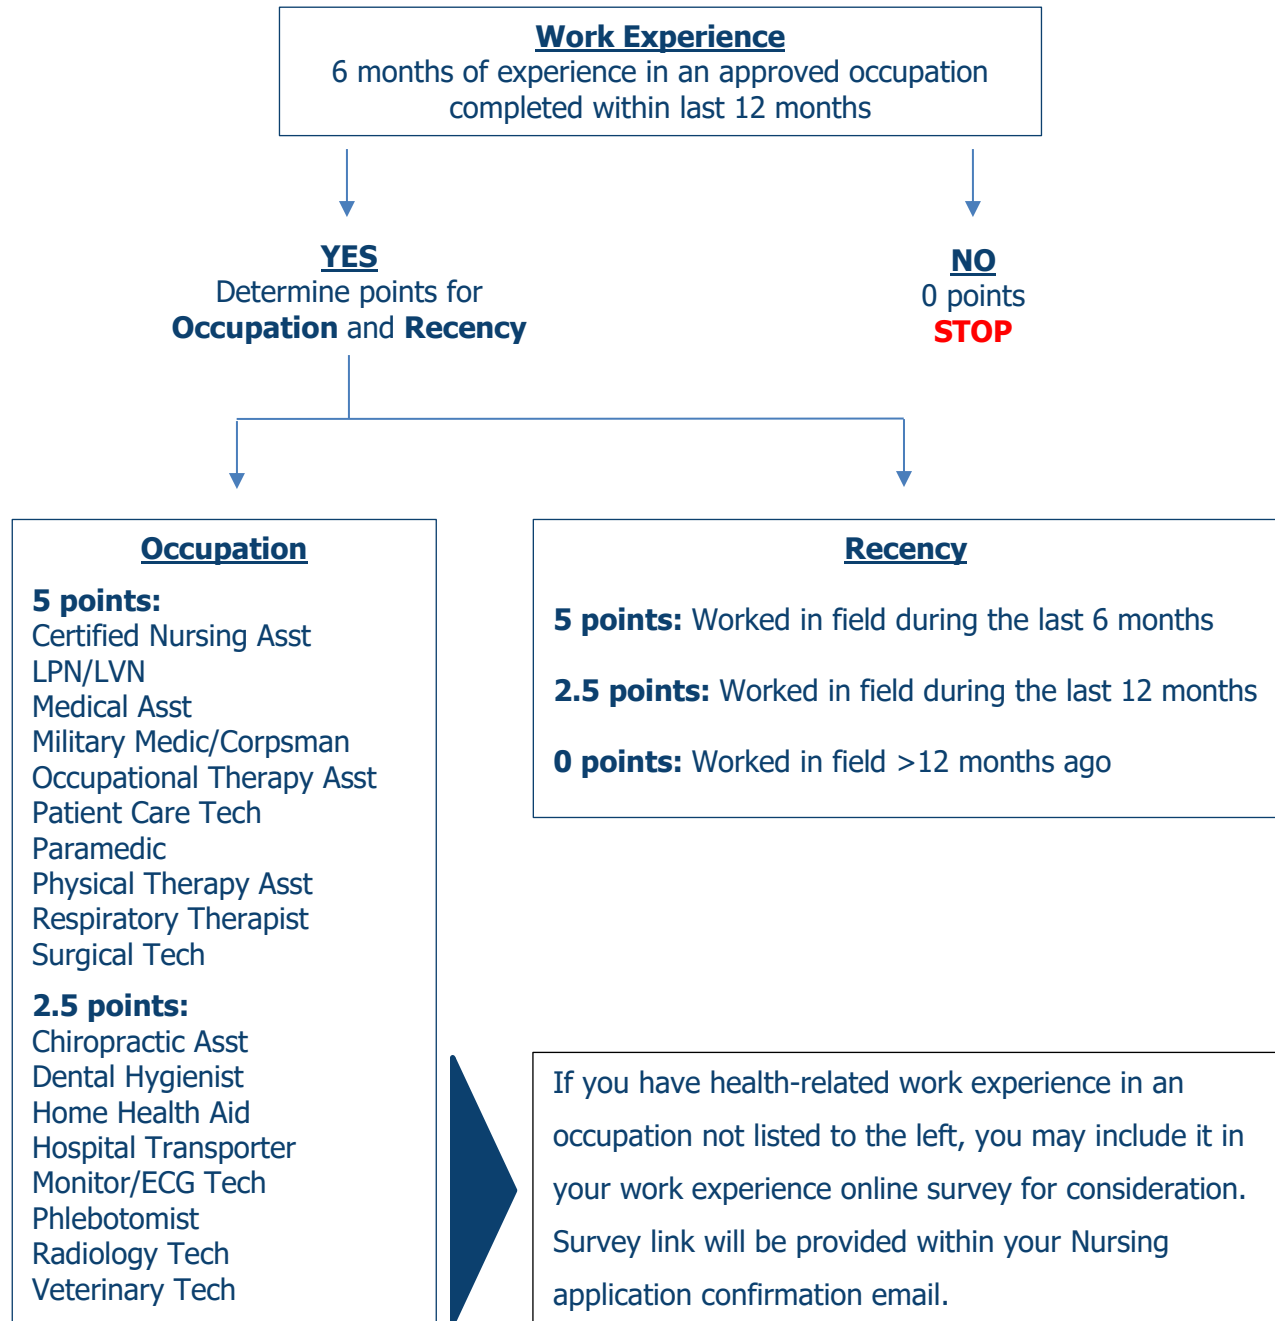 Work Experience
6 months of experience in an approved occupation
completed within last 12 months
YES
Determine points for
Occupation and Recency
NO
0 points
STOP
Occupation
5 points:
Certified Nursing Asst
LPN/LVN
Medical Asst
Military Medic/Corpsman
Occupational Therapy Asst
Patient Care Tech
Paramedic
Physical Therapy Asst
Respiratory Therapist
Surgical Tech
2.5 points:
Chiropractic Asst
Dental Hygienist
Home Health Aid
Hospital Transporter
Monitor/ECG Tech
Phlebotomist
Radiology Tech
Veterinary Tech
Recency
5 points: Worked in field during the last 6 months
2.5 points: Worked in field during the last 12 months
0 points: Worked in field >12 months ago
If you have health-related work experience in an
occupation not listed to the left, you may include it in
your work experience online survey for consideration.
Survey link will be provided within your Nursing
application confirmation email.